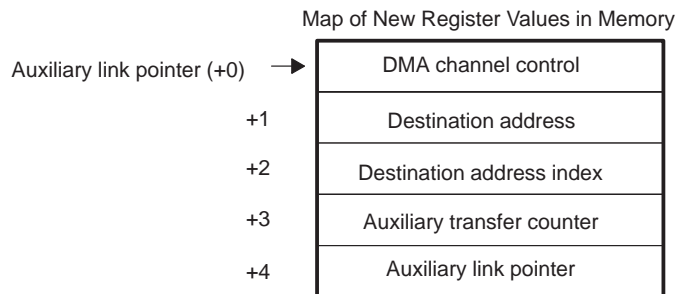 Map of New Register Values in Memory
Auxiliary link pointer (+0) DMA channel control
+1 Destination address
+2 Destination address index
+3 Auxiliary transfer counter
+4 Auxiliary link pointer